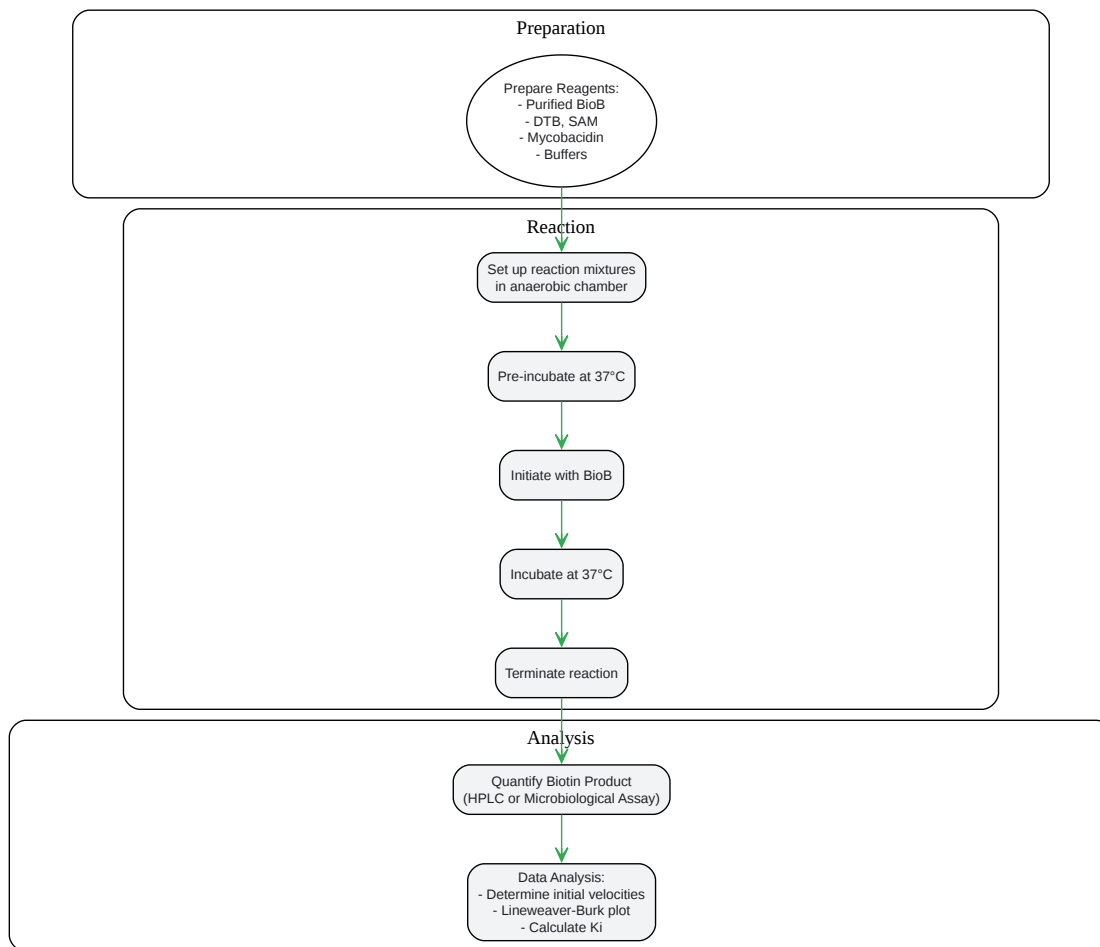 Preparation
Prepare Reagents:
- Purified BioB
- DTB, SAM
- Mycobacidin
- Buffers
Reaction
Set up reaction mixtures
in anaerobic chamber
Pre-incubate at 37°C
Initiate with BioB
Incubate at 37°C
Terminate reaction
Analysis
Quantify Biotin Product
(HPLC or Microbiological Assay)
Data Analysis:
- Determine initial velocities
- Lineweaver-Burk plot
- Calculate Ki